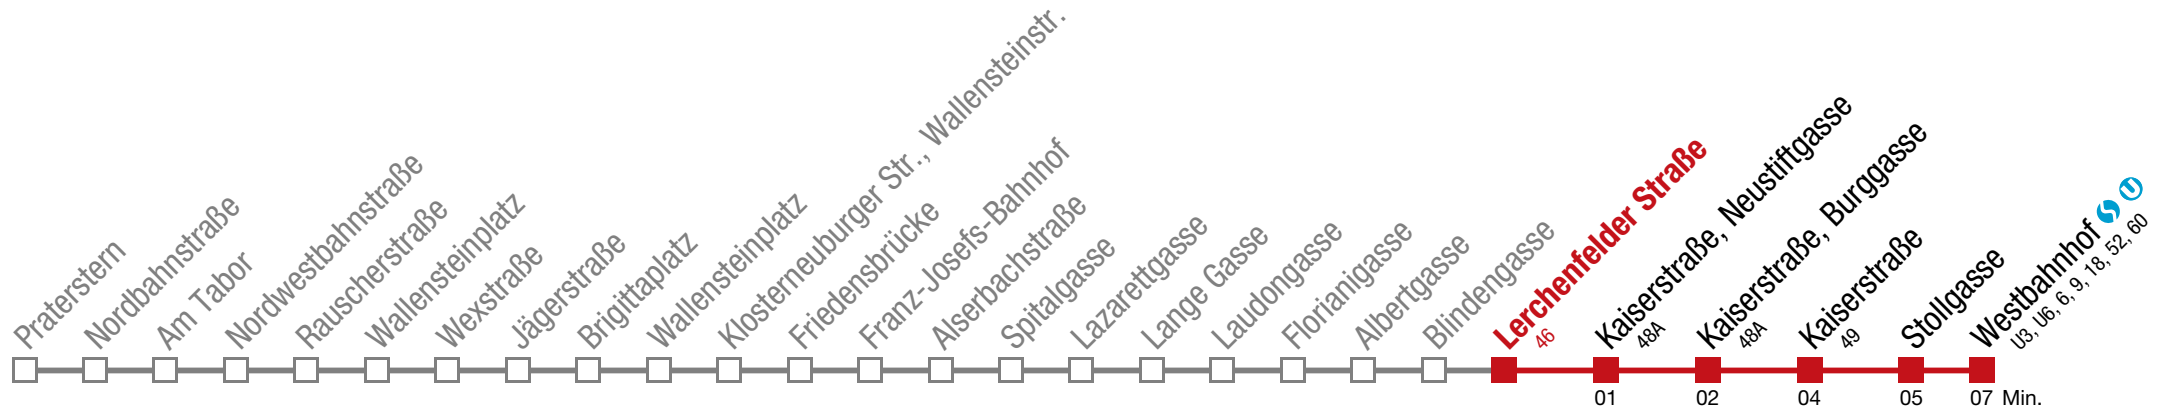 Praterstern
Nordbahnstraße
Am Tabor
Nordwestbahnstraße
Rauscherstraße
Wallensteinplatz
Wexstraße
Jägerstraße
Brigittaplatz
Wallensteinplatz
Klosterneuburger Str., Wallensteinstr.
Friedensbrücke
Franz-Josefs-Bahnhof
Alserbachstraße
Spitalgasse
Lazarettgasse
Lange Gasse
Laudongasse
Florianigasse
Albertgasse
Blindengasse
Lerchenfelder Straße
46
Kaiserstraße, Neustiftgasse
48A
Kaiserstraße, Burggasse
48A
Kaiserstraße
49
Stollgasse
Westbahnhof S U
U3, U6, 6, 9, 18, 52, 60
01 02 04 05 07 Min.